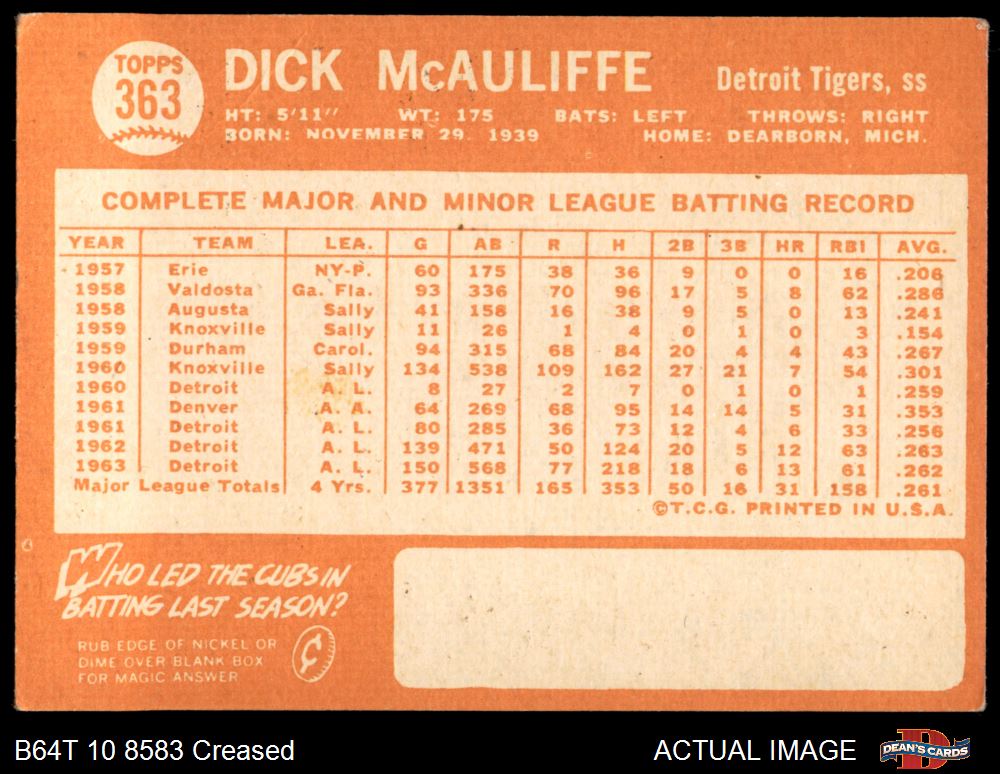 TOPPS
363
DICK McAULIFFE
Detroit Tigers, ss
HT: 5'11" WT: 175 BATS: LEFT THROWS: RIGHT
BORN: NOVEMBER 29 1939 HOME: DEARBORN, MICH.
COMPLETE MAJOR AND MINOR LEAGUE BATTING RECORD
YEAR TEAM LEA. G AB R H 2B 3B HR RBI AVG.
1957 Erie NY-P. 60 175 38 36 9 0 0 16 .206
1958 Valdosta Ga. Fla. 93 336 70 96 17 5 8 62 .286
1958 Augusta Sally 41 158 16 38 9 5 0 13 .241
1959 Knoxville Sally 11 26 1 4 0 1 0 3 .154
1959 Durham Carol. 94 315 68 84 20 4 4 43 .267
1960 Knoxville Sally 134 538 109 162 27 21 7 54 .301
1960 Detroit A. L. 8 27 2 7 0 1 0 1 .259
1961 Denver A. A. 64 269 68 95 14 14 5 31 .353
1961 Detroit A. L. 80 285 36 73 12 4 6 33 .256
1962 Detroit A. L. 139 471 50 124 20 5 12 63 .263
1963 Detroit A. L. 150 568 77 218 18 6 13 61 .262
Major League Totals 4 Yrs. 377 1351 165 353 50 16 31 158 .261
©T.C.G. PRINTED IN U.S.A.
WHO LED THE CUBS IN
BATTING LAST SEASON?
RUB EDGE OF NICKEL OR
DIME OVER BLANK BOX
FOR MAGIC ANSWER
¢
B64T 10 8583 Creased
ACTUAL IMAGE
DEAN'S CARDS